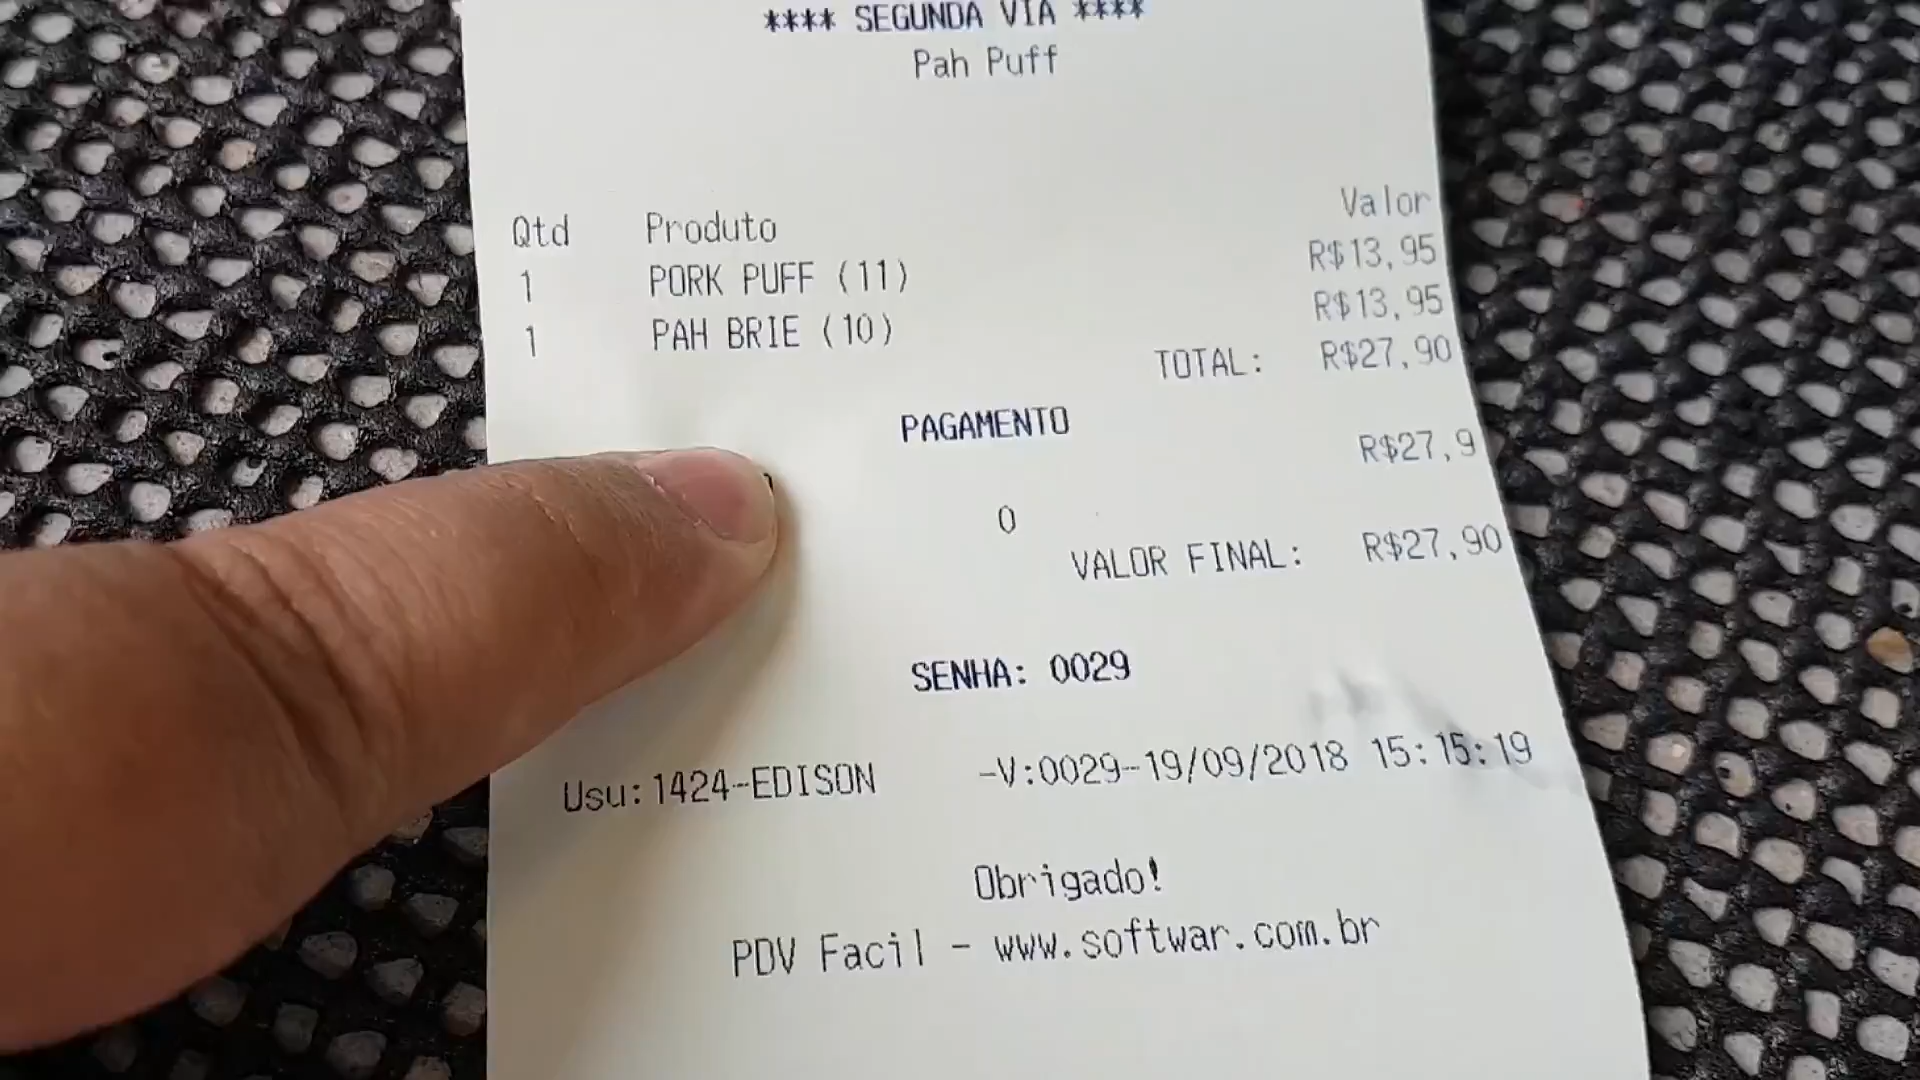 **** SEGUNDA VIA ****
Pah Puff
Qtd Produto Valor
1 PORK PUFF (11) R$13,95
1 PAH BRIE (10) R$13,95
TOTAL: R$27,90
PAGAMENTO
R$27,9
0
VALOR FINAL: R$27,90
SENHA: 0029
Usu:1424-EDISON -V:0029-19/09/2018 15:15:19
Obrigado!
PDV Facil - www.softwar.com.br